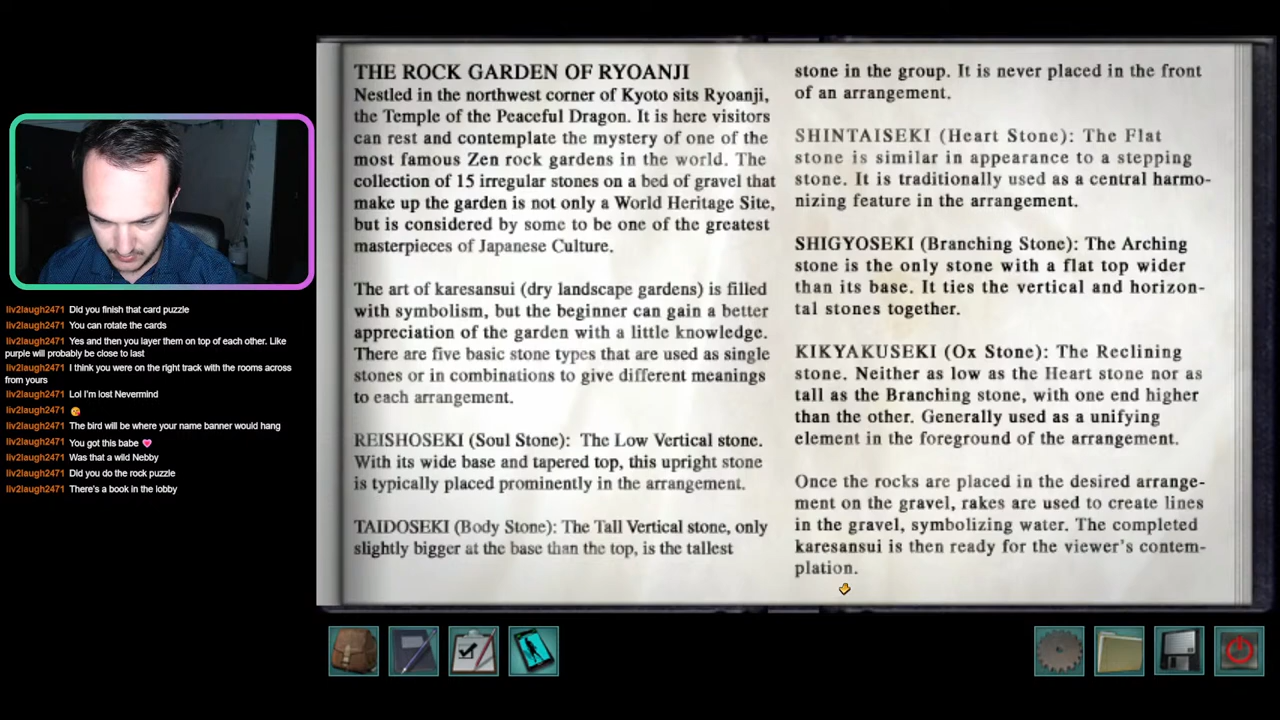 liv2laugh2471 Did you finish that card puzzle
liv2laugh2471 You can rotate the cards
liv2laugh2471 Yes and then you layer them on top of each other. Like
purple will probably be close to last
liv2laugh2471 I think you were on the right track with the rooms across
from yours
liv2laugh2471 Lol I'm lost Nevermind
liv2laugh2471
liv2laugh2471 The bird will be where your name banner would hang
liv2laugh2471 You got this babe
liv2laugh2471 Was that a wild Nebby
liv2laugh2471 Did you do the rock puzzle
liv2laugh2471 There's a book in the lobby
THE ROCK GARDEN OF RYOANJI
Nestled in the northwest corner of Kyoto sits Ryoanji,
the Temple of the Peaceful Dragon. It is here visitors
can rest and contemplate the mystery of one of the
most famous Zen rock gardens in the world. The
collection of 15 irregular stones on a bed of gravel that
make up the garden is not only a World Heritage Site,
but is considered by some to be one of the greatest
masterpieces of Japanese Culture.
The art of karesansui (dry landscape gardens) is filled
with symbolism, but the beginner can gain a better
appreciation of the garden with a little knowledge.
There are five basic stone types that are used as single
stones or in combinations to give different meanings
to each arrangement.
REISHOSEKI (Soul Stone): The Low Vertical stone.
With its wide base and tapered top, this upright stone
is typically placed prominently in the arrangement.
TAIDOSEKI (Body Stone): The Tall Vertical stone, only
slightly bigger at the base than the top, is the tallest
stone in the group. It is never placed in the front
of an arrangement.
SHINTAISEKI (Heart Stone): The Flat
stone is similar in appearance to a stepping
stone. It is traditionally used as a central harmo-
nizing feature in the arrangement.
SHIGYOSEKI (Branching Stone): The Arching
stone is the only stone with a flat top wider
than its base. It ties the vertical and horizon-
tal stones together.
KIKYAKUSEKI (Ox Stone): The Reclining
stone. Neither as low as the Heart stone nor as
tall as the Branching stone, with one end higher
than the other. Generally used as a unifying
element in the foreground of the arrangement.
Once the rocks are placed in the desired arrange-
ment on the gravel, rakes are used to create lines
in the gravel, symbolizing water. The completed
karesansui is then ready for the viewer's contem-
plation.